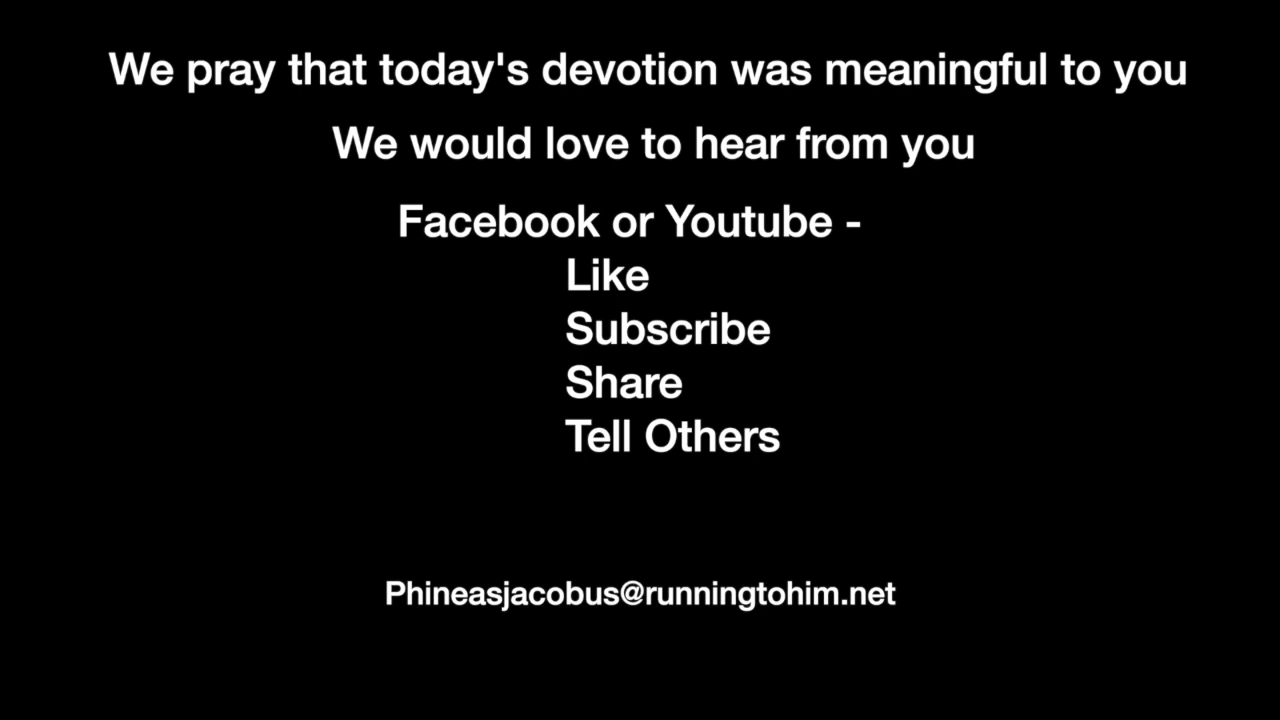 We pray that today's devotion was meaningful to you
We would love to hear from you
Facebook or Youtube -
Like
Subscribe
Share
Tell Others
Phineasjacobus@runningtohim.net